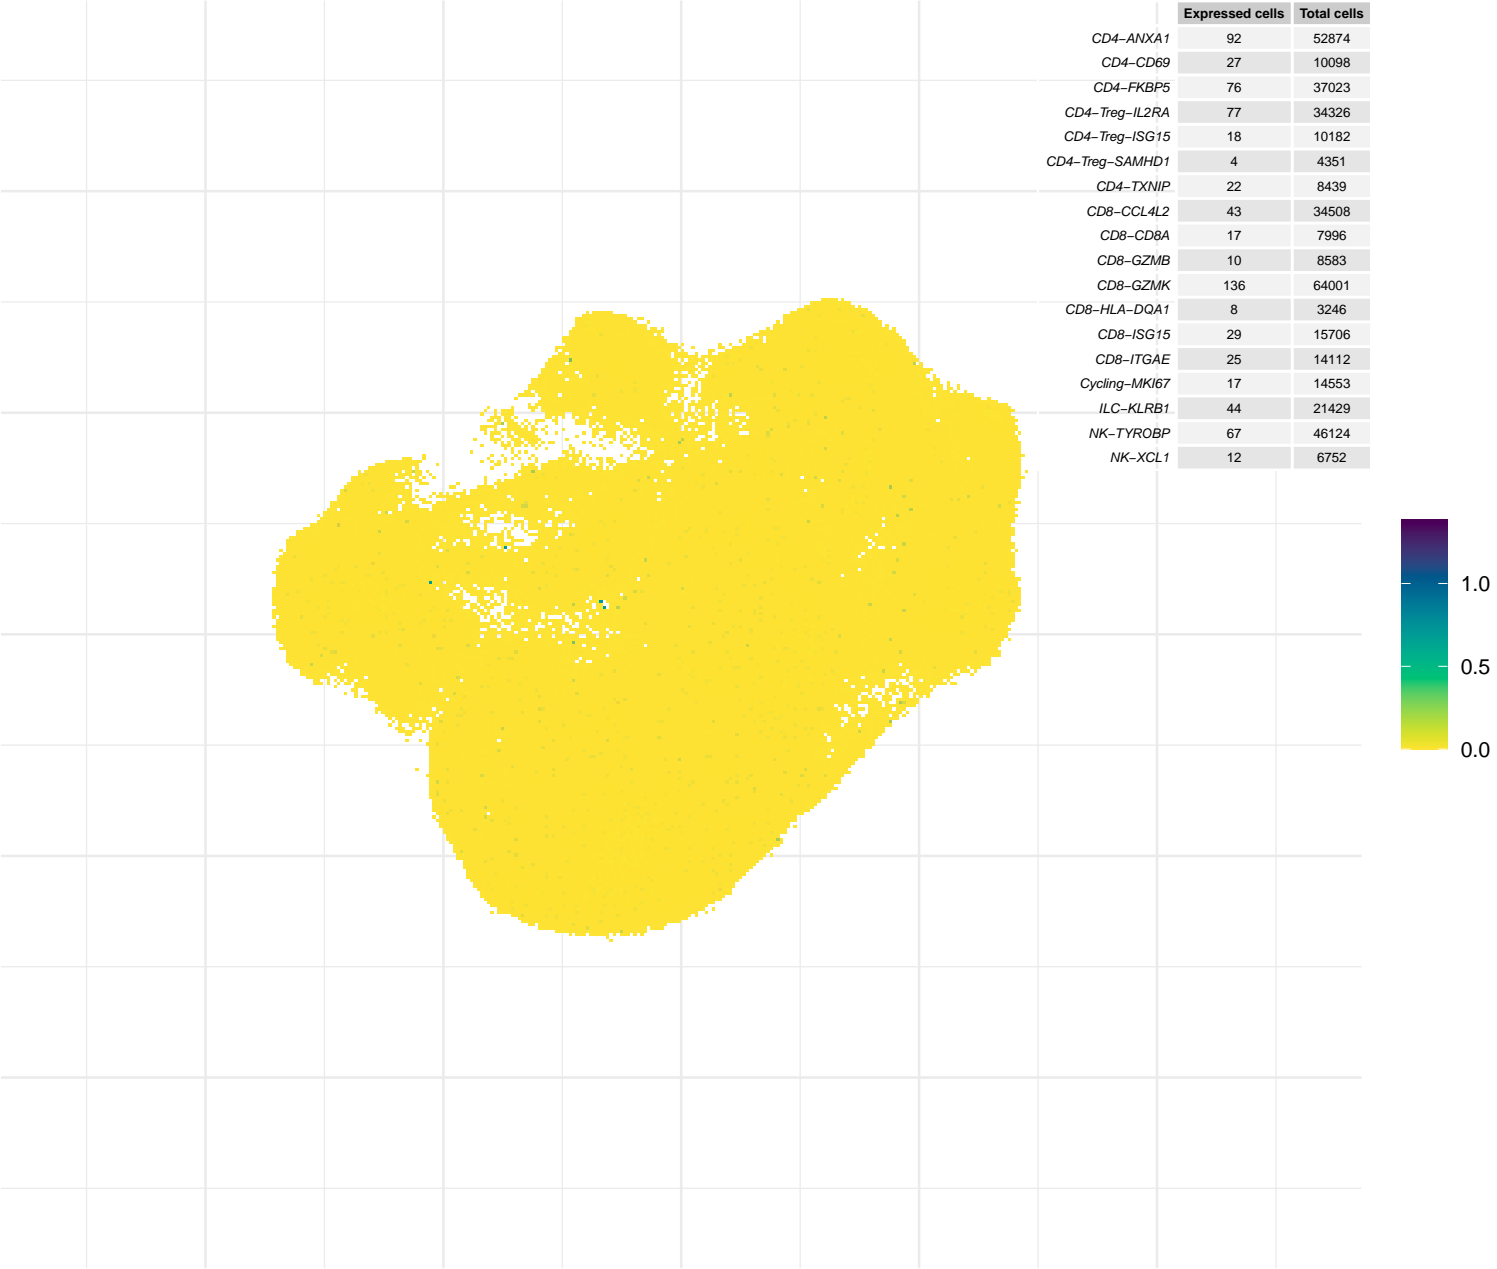 Expressed cells Total cells
CD4−ANXA1 92 52874
CD4−CD69 27 10098
CD4−FKBP5 76 37023
CD4−Treg−IL2RA 77 34326
CD4−Treg−ISG15 18 10182
CD4−Treg−SAMHD1 4 4351
CD4−TXNIP 22 8439
CD8−CCL4L2 43 34508
CD8−CD8A 17 7996
CD8−GZMB 10 8583
CD8−GZMK 136 64001
CD8−HLA−DQA1 8 3246
CD8−ISG15 29 15706
CD8−ITGAE 25 14112
Cycling−MKI67 17 14553
ILC−KLRB1 44 21429
NK−TYROBP 67 46124
NK−XCL1 12 6752
1.0
0.5
0.0